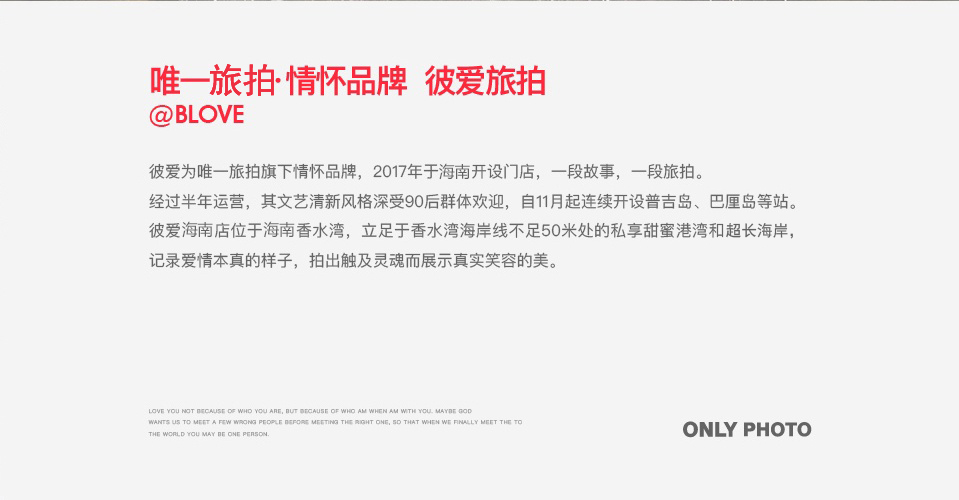 唯一旅拍·情怀品牌 彼爱旅拍
@BLOVE
彼爱为唯一旅拍旗下情怀品牌，2017年于海南开设门店，一段故事，一段旅拍。
经过半年运营，其文艺清新风格深受90后群体欢迎，自11月起连续开设普吉岛、巴厘岛等站。
彼爱海南店位于海南香水湾，立足于香水湾海岸线不足50米处的私享甜蜜港湾和超长海岸，
记录爱情本真的样子，拍出触及灵魂而展示真实笑容的美。
LOVE YOU NOT BECAUSE OF WHO YOU ARE, BUT BECAUSE OF WHO AM WHEN AM WITH YOU. MAYBE GOD
WANTS US TO MEET A FEW WRONG PEOPLE BEFORE MEETING THE RIGHT ONE, SO THAT WHEN WE FINALLY MEET THE TO
THE WORLD YOU MAY BE ONE PERSON.
ONLY PHOTO